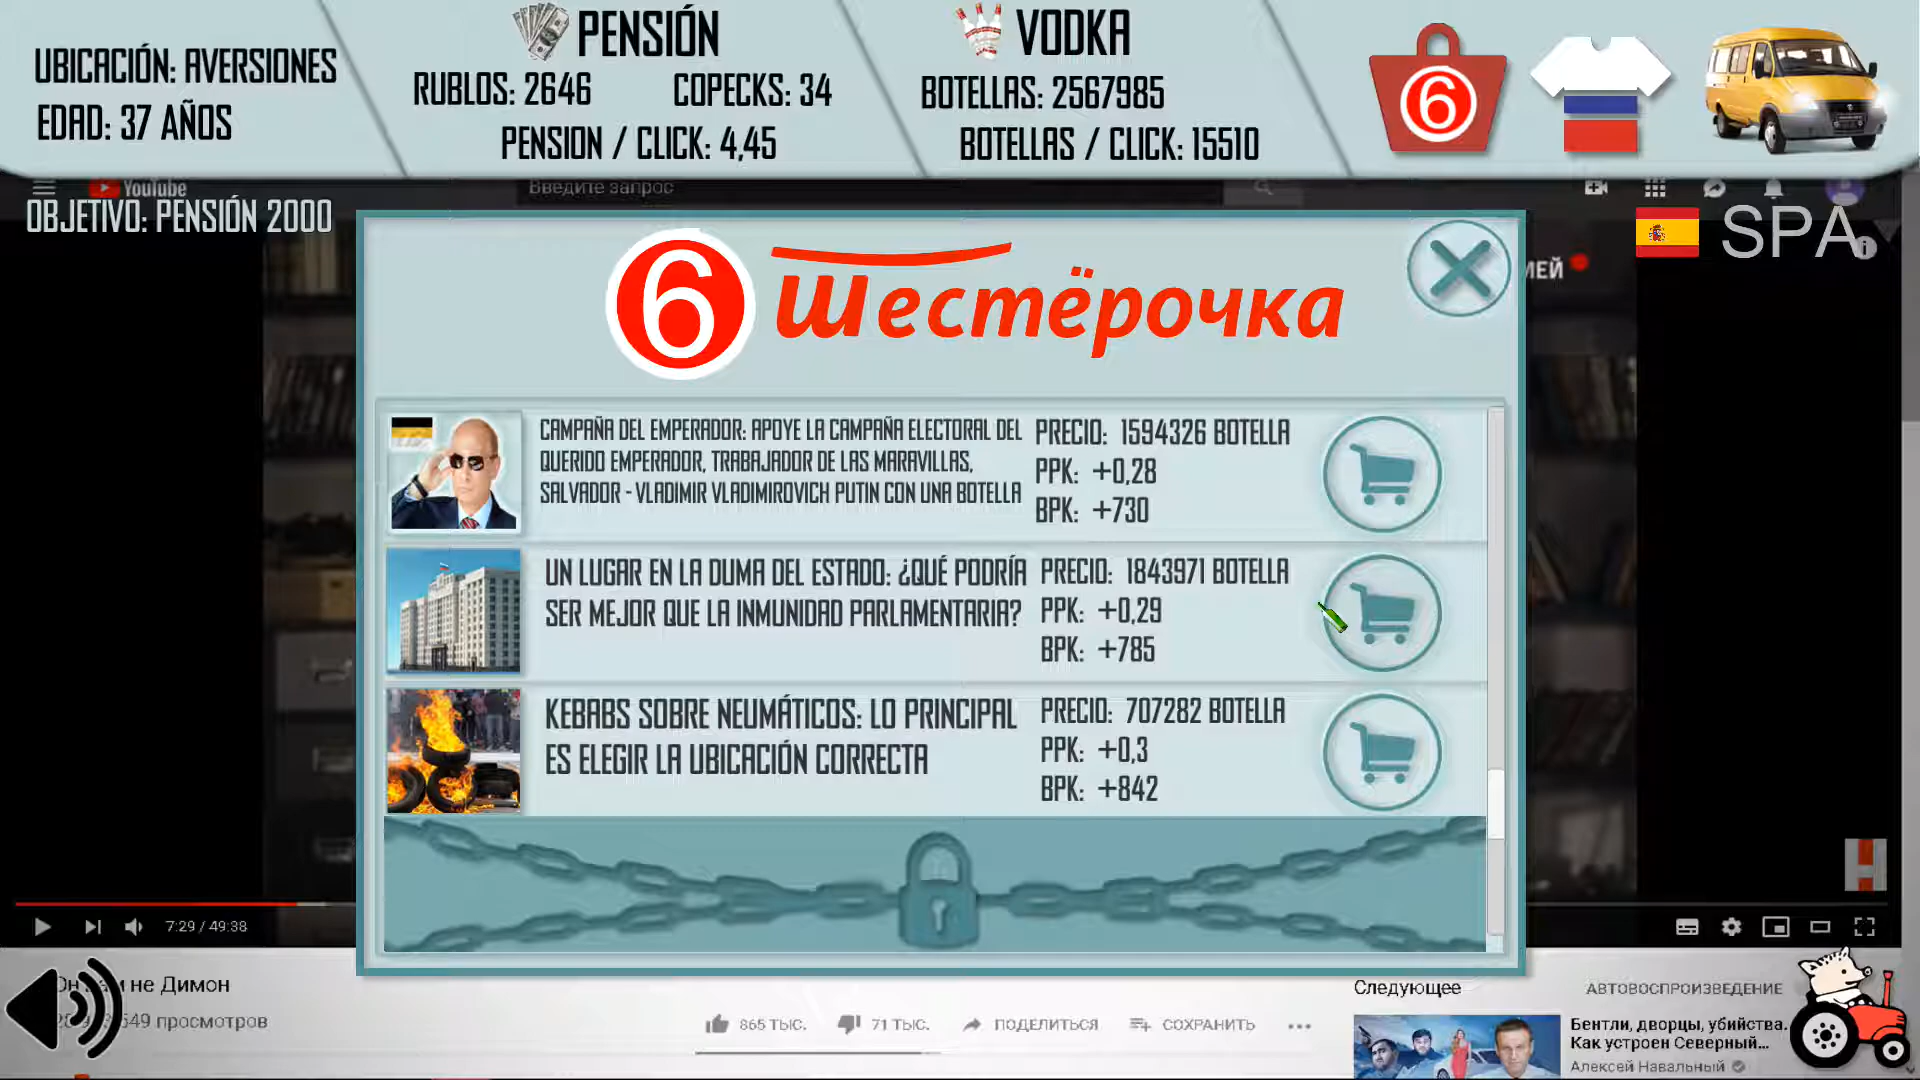 UBICACIÓN: AVERSIONES
EDAD: 37 AÑOS
PENSIÓN
RUBLOS: 2646 COPECKS: 34
PENSION / CLICK: 4,45
VODKA
BOTELLAS: 2567985
BOTELLAS / CLICK: 15510
6
YouTube
Введите запрос
OBJETIVO: PENSIÓN 2000
SPA
6 Шестёрочка
CAMPAÑA DEL EMPERADOR: APOYE LA CAMPAÑA ELECTORAL DEL
QUERIDO EMPERADOR, TRABAJADOR DE LAS MARAVILLAS,
SALVADOR - VLADIMIR VLADIMIROVICH PUTIN CON UNA BOTELLA
PRECIO: 1594326 BOTELLA
PPK: +0,28
BPK: +730
UN LUGAR EN LA DUMA DEL ESTADO: ¿QUÉ PODRÍA
SER MEJOR QUE LA INMUNIDAD PARLAMENTARIA?
PRECIO: 1843971 BOTELLA
PPK: +0,29
BPK: +785
KEBABS SOBRE NEUMÁTICOS: LO PRINCIPAL
ES ELEGIR LA UBICACIÓN CORRECTA
PRECIO: 707282 BOTELLA
PPK: +0,3
BPK: +842
7:29 / 49:38
не Димон
549 просмотров
865 ТЫС. 71 ТЫС. ПОДЕЛИТЬСЯ СОХРАНИТЬ
Следующее
АВТОВОСПРОИЗВЕДЕНИЕ
Бентли, дворцы, убийства.
Как устроен Северный...
Алексей Навальный